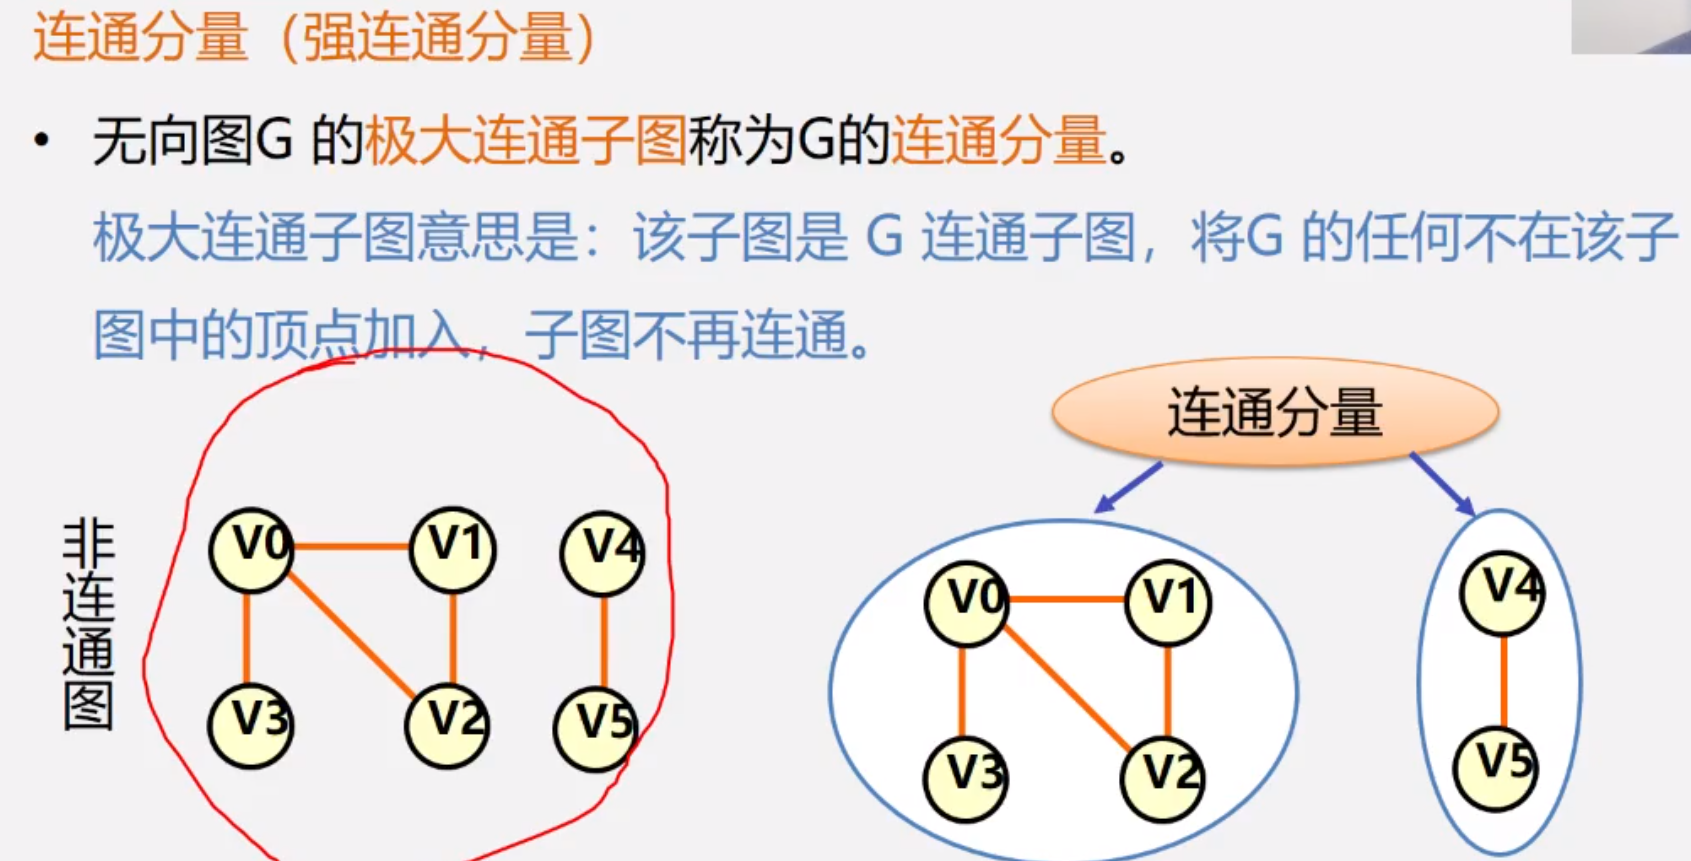 连通分量（强连通分量）
• 无向图G 的极大连通子图称为G的连通分量。
极大连通子图意思是：该子图是 G 连通子图，将G 的任何不在该子
图中的顶点加入，子图不再连通。
连通分量
非连通图
V0 V1 V4
V3 V2 V5
V0 V1
V3 V2
V4
V5